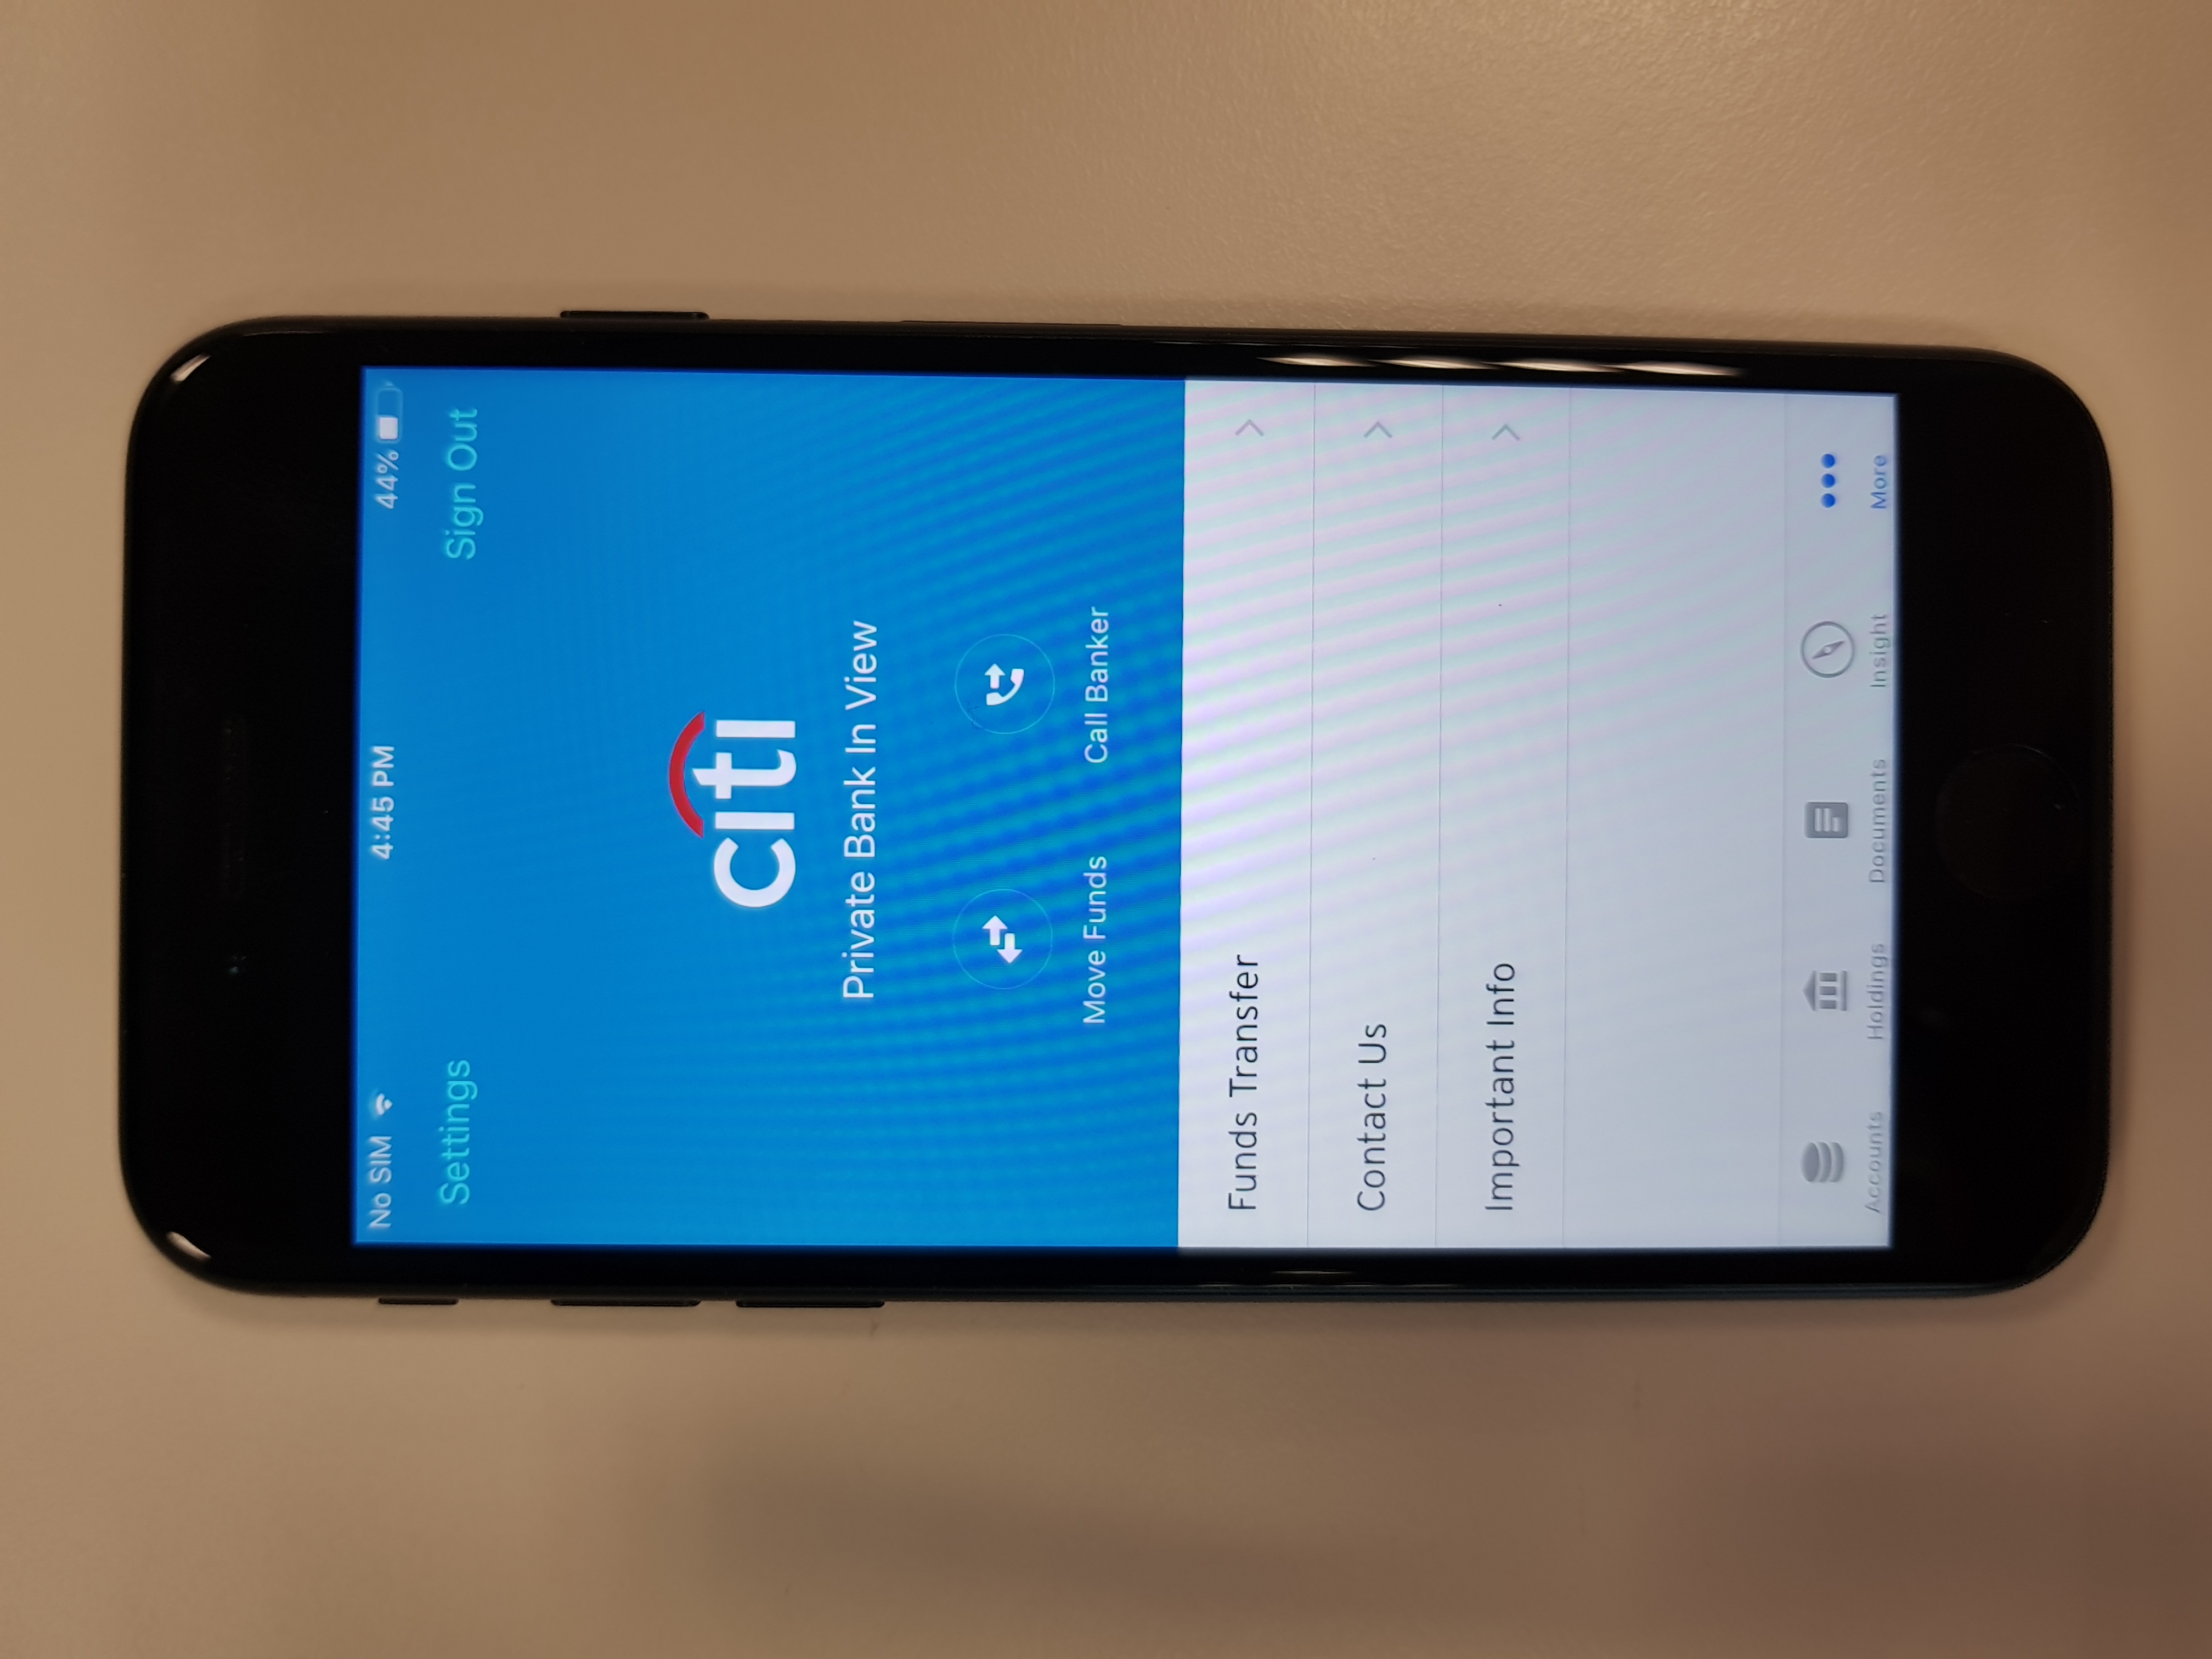 No SIM 4:45 PM 44%
Settings Sign Out
citi
Private Bank In View
Move Funds Call Banker
Funds Transfer
Contact Us
Important Info
Accounts Holdings Documents Insight More